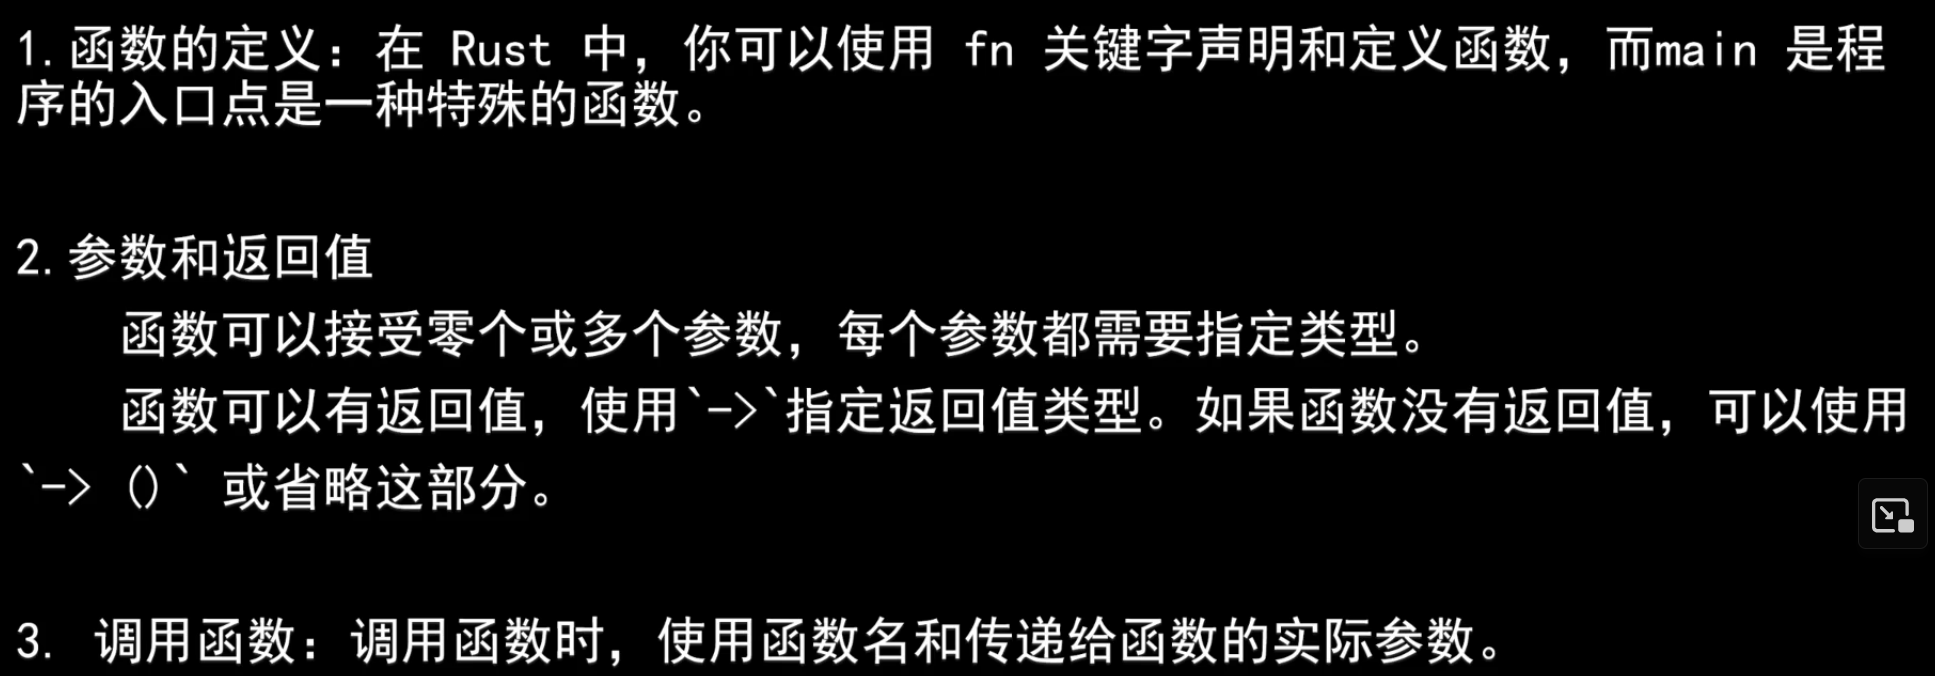 1.函数的定义：在 Rust 中，你可以使用 fn 关键字声明和定义函数，而main 是程
序的入口点是一种特殊的函数。
2.参数和返回值
函数可以接受零个或多个参数，每个参数都需要指定类型。
函数可以有返回值，使用`->`指定返回值类型。如果函数没有返回值，可以使用
`-> ()` 或省略这部分。
3. 调用函数：调用函数时，使用函数名和传递给函数的实际参数。